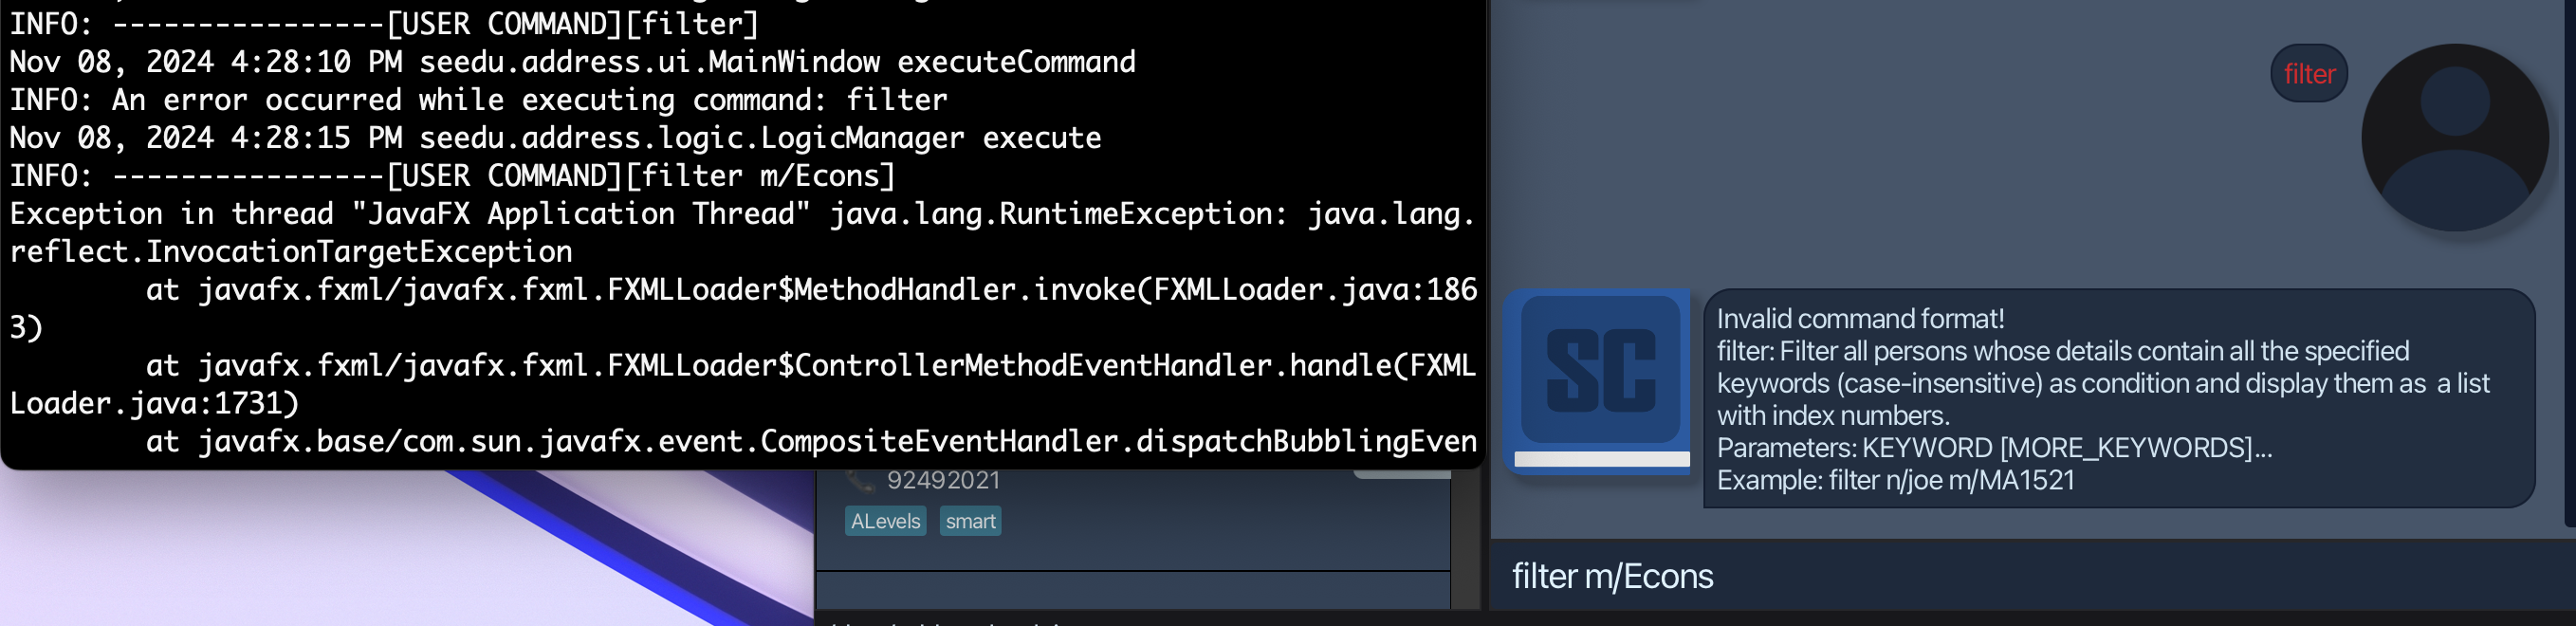 INFO: ----------------[USER COMMAND][filter]
Nov 08, 2024 4:28:10 PM seedu.address.ui.MainWindow executeCommand
INFO: An error occurred while executing command: filter
Nov 08, 2024 4:28:15 PM seedu.address.logic.LogicManager execute
INFO: ----------------[USER COMMAND][filter m/Econs]
Exception in thread "JavaFX Application Thread" java.lang.RuntimeException: java.lang.
reflect.InvocationTargetException
at javafx.fxml/javafx.fxml.FXMLLoader$MethodHandler.invoke(FXMLLoader.java:186
3)
at javafx.fxml/javafx.fxml.FXMLLoader$ControllerMethodEventHandler.handle(FXML
Loader.java:1731)
at javafx.base/com.sun.javafx.event.CompositeEventHandler.dispatchBubblingEven
92492021
ALevels smart
filter
SC
Invalid command format!
filter: Filter all persons whose details contain all the specified
keywords (case-insensitive) as condition and display them as  a list
with index numbers.
Parameters: KEYWORD [MORE_KEYWORDS]...
Example: filter n/joe m/MA1521
filter m/Econs